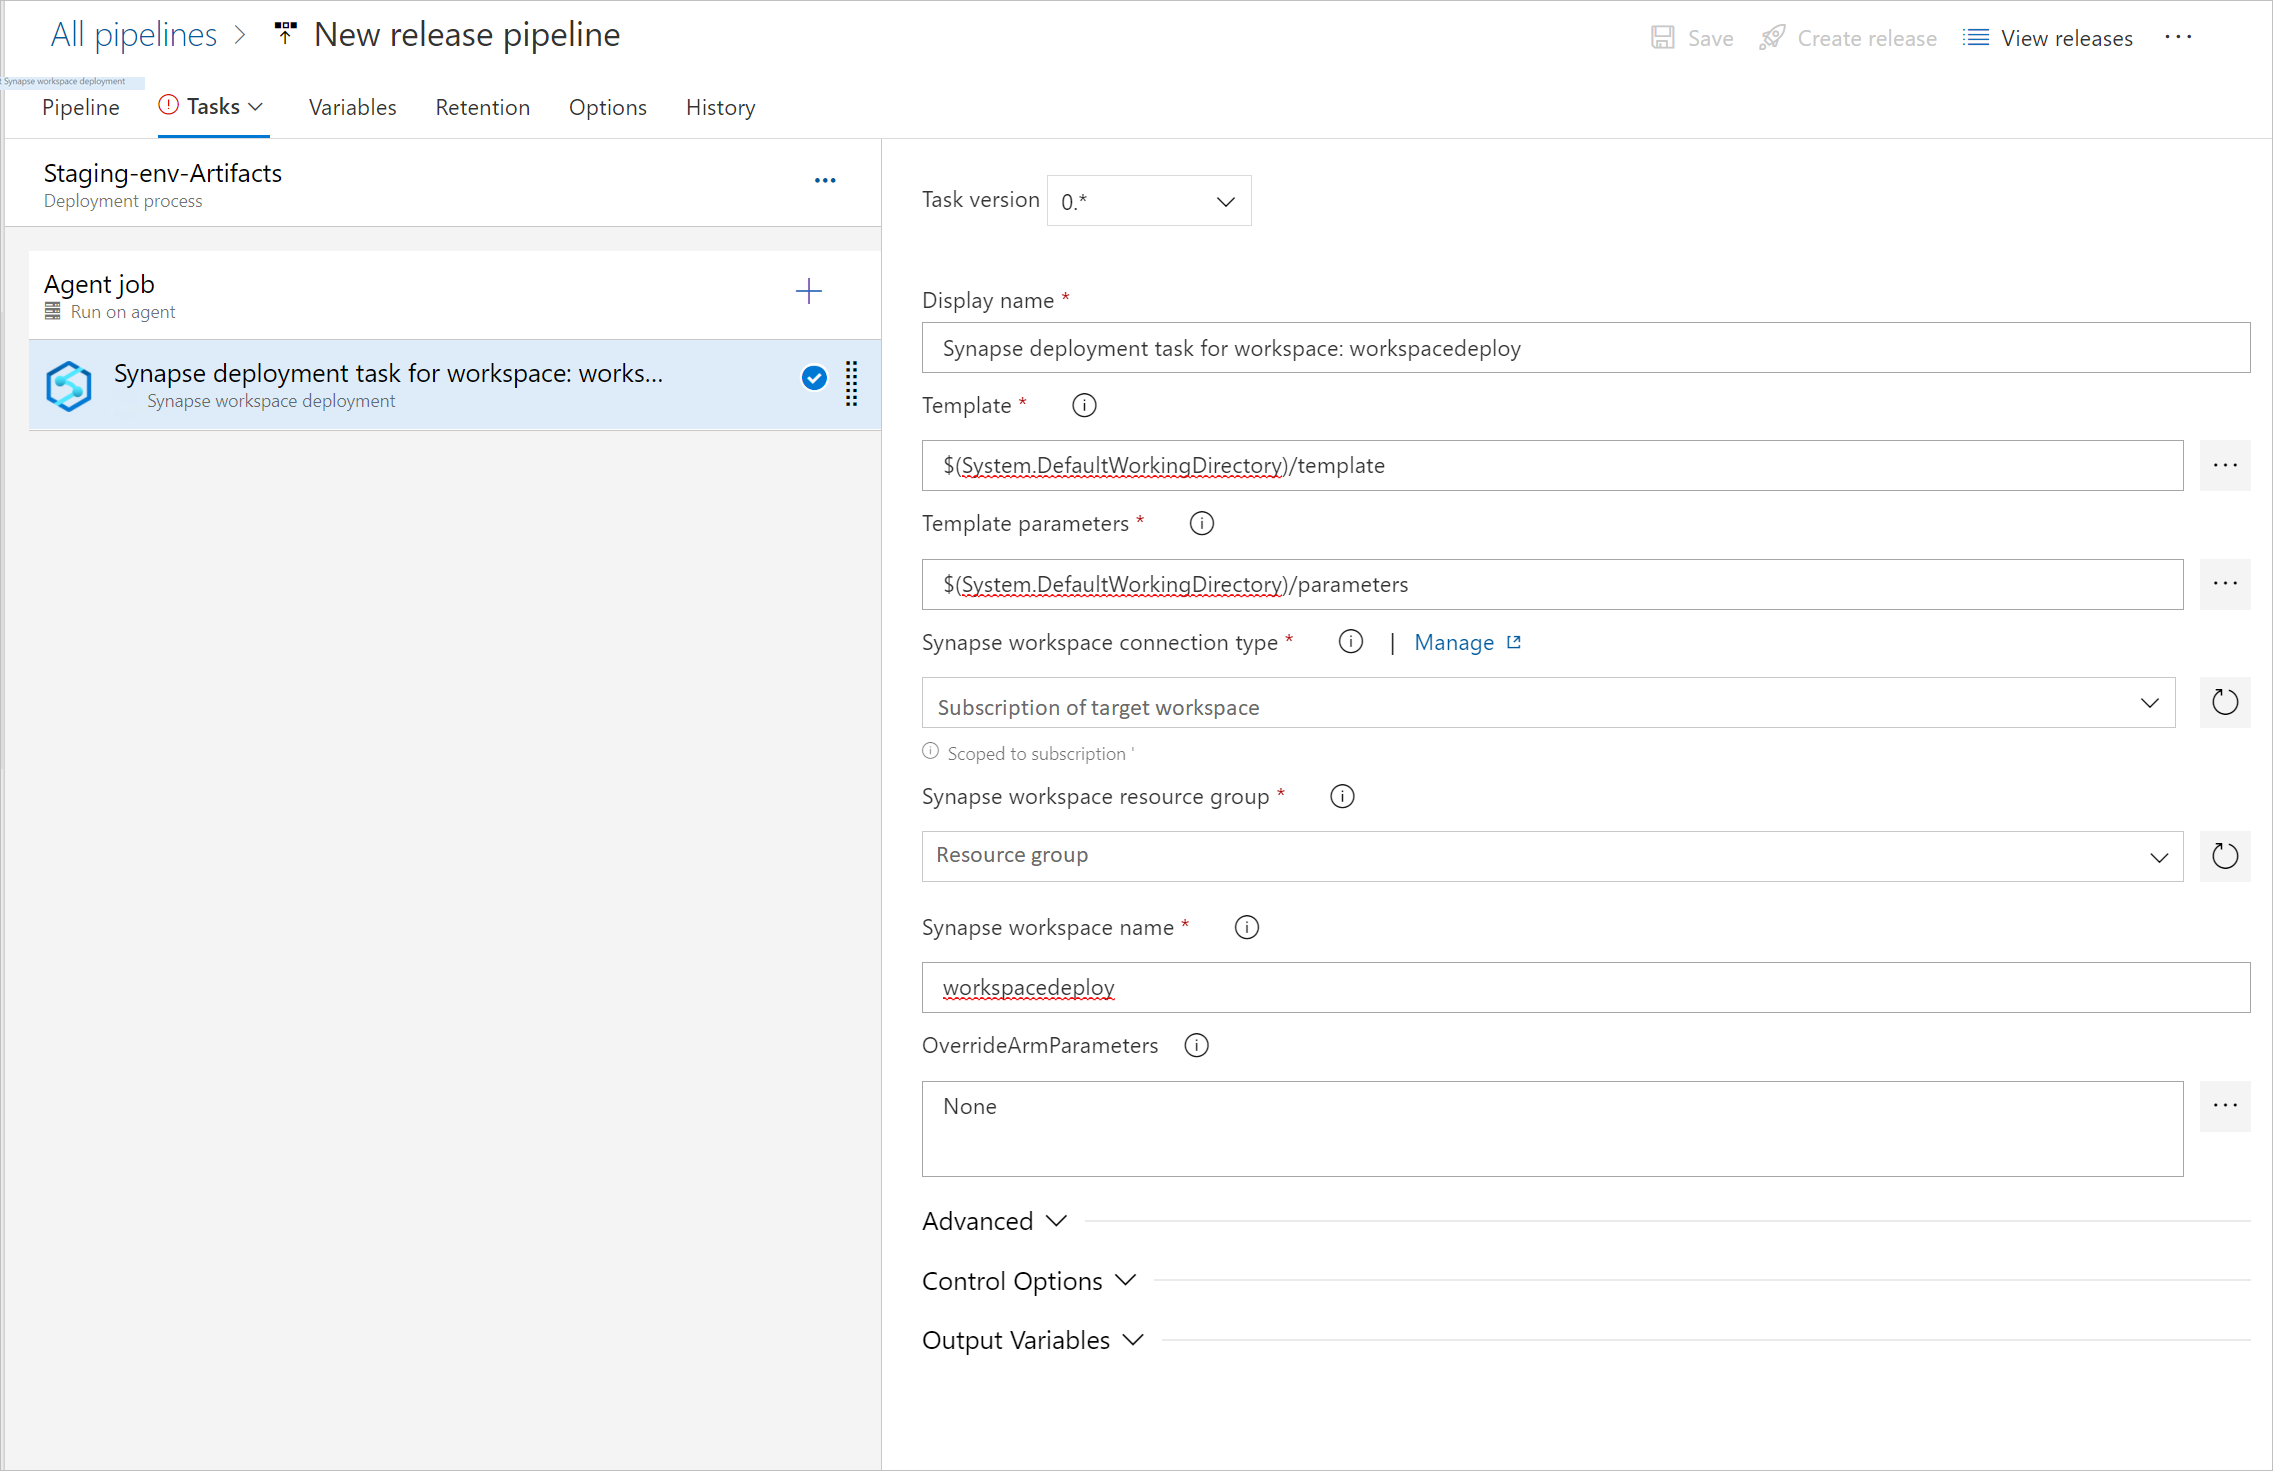 All pipelines > New release pipeline
Save Create release View releases ...
Synapse workspace deployment
Pipeline Tasks Variables Retention Options History
Staging-env-Artifacts
...
Deployment process
Agent job
Run on agent
Synapse deployment task for workspace: works...
Synapse workspace deployment
Task version 0.*
Display name *
Synapse deployment task for workspace: workspacedeploy
Template *
$(System.DefaultWorkingDirectory)/template
...
Template parameters *
$(System.DefaultWorkingDirectory)/parameters
...
Synapse workspace connection type * | Manage
Subscription of target workspace
Scoped to subscription '
Synapse workspace resource group *
Resource group
Synapse workspace name *
workspacedeploy
OverrideArmParameters
None
...
Advanced
Control Options
Output Variables